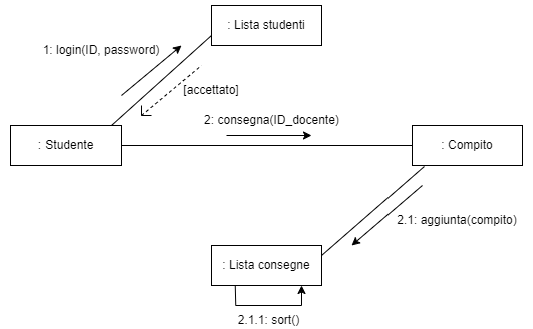 : Lista studenti
1: login(ID, password)
[accettato]
2: consegna(ID_docente)
: Studente
: Compito
2.1: aggiunta(compito)
: Lista consegne
2.1.1: sort()